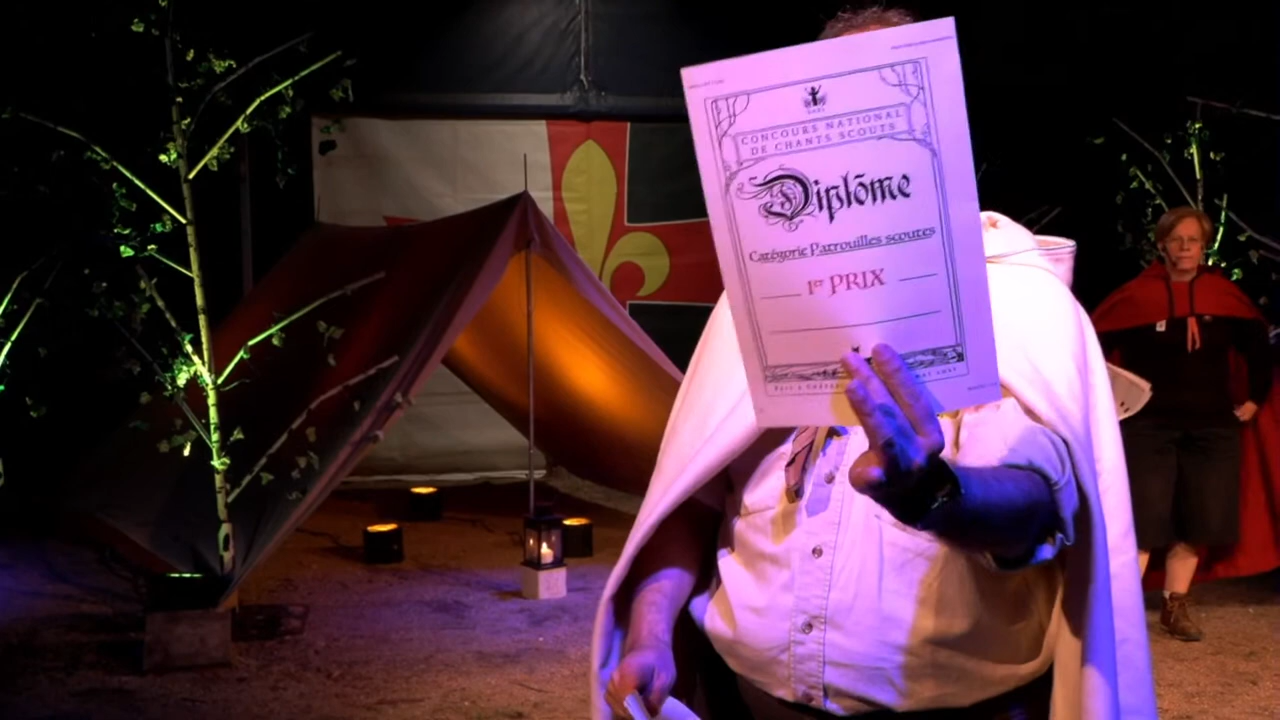 CONCOURS NATIONAL
DE CHANTS SCOUTS
Diplôme
Catégorie Patrouilles scoutes
1er PRIX